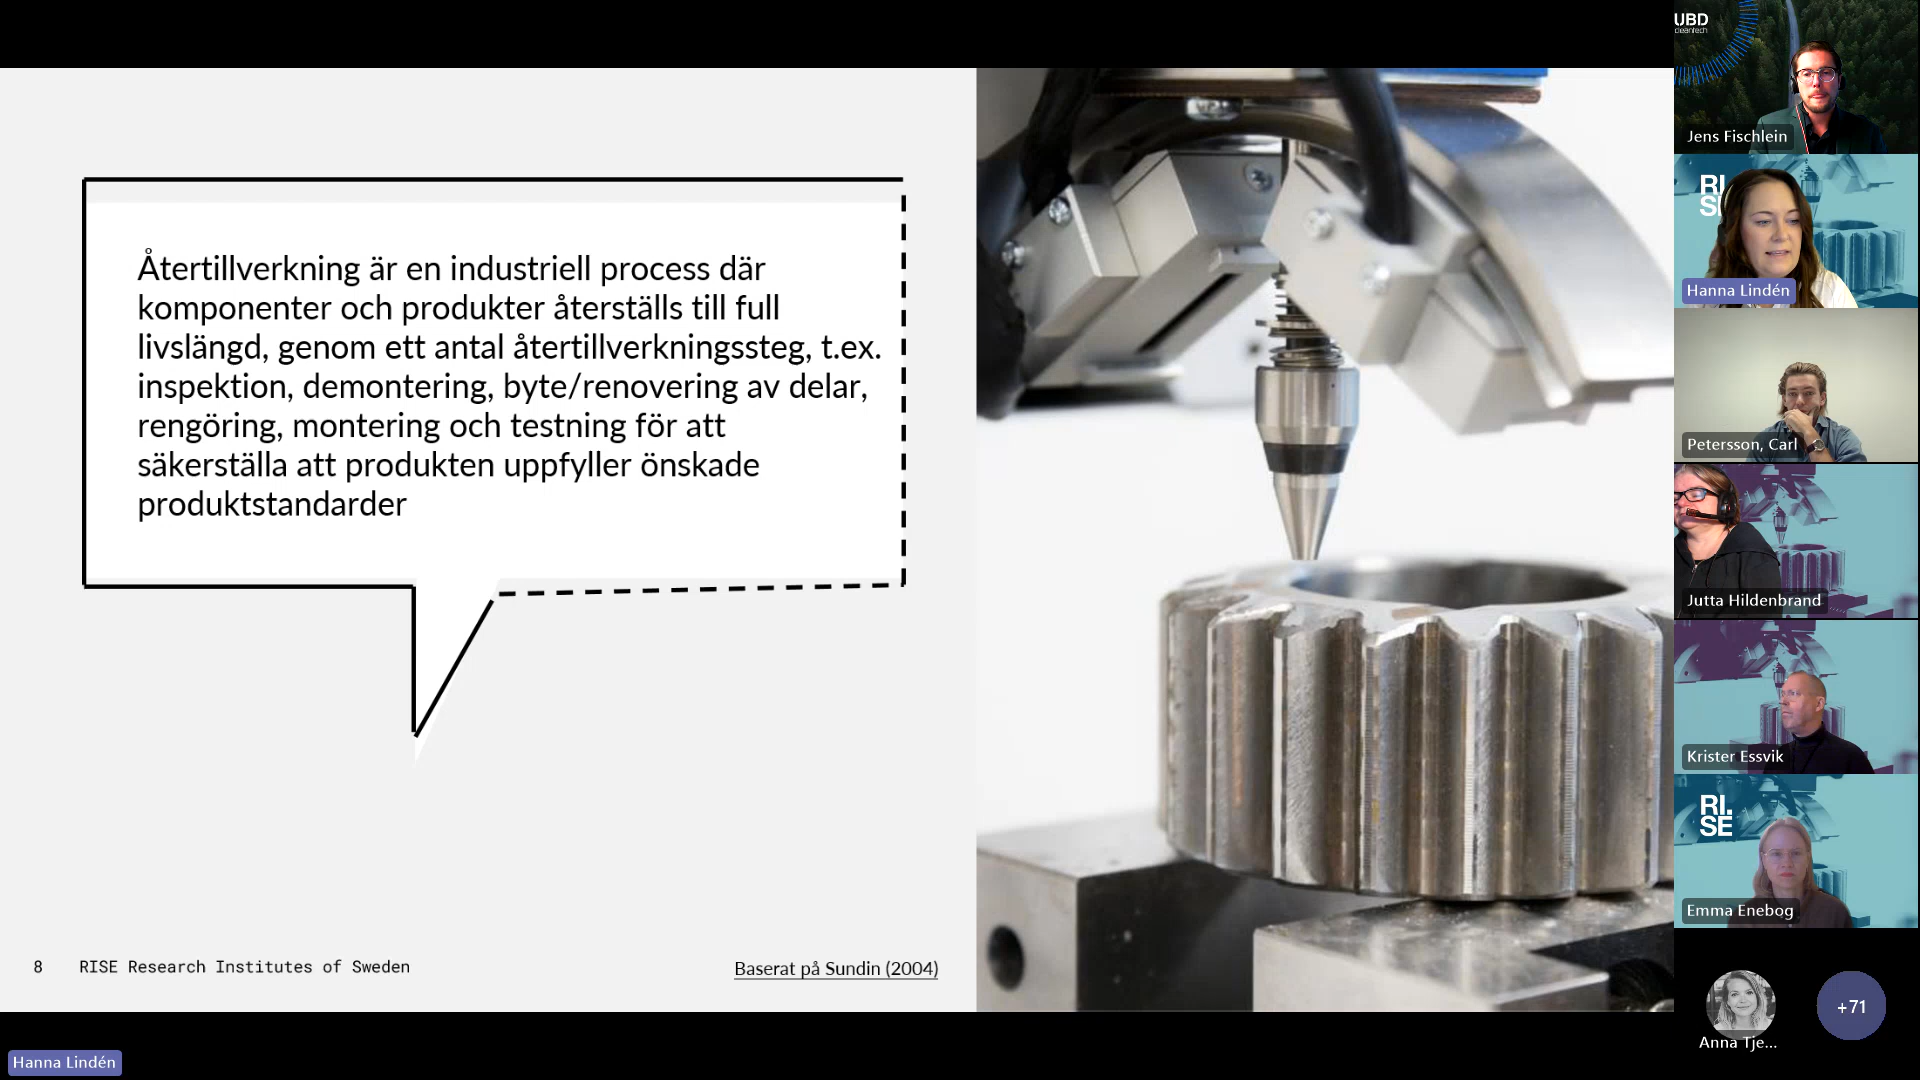 Återtillverkning är en industriell process där
komponenter och produkter återställs till full
livslängd, genom ett antal återtillverkningssteg, t.ex.
inspektion, demontering, byte/renovering av delar,
rengöring, montering och testning för att
säkerställa att produkten uppfyller önskade
produktstandarder
8 RISE Research Institutes of Sweden
Baserat på Sundin (2004)
Hanna Lindén
UBD
cleantech
Jens Fischlein
RI.
SE
Hanna Lindén
Petersson, Carl
Jutta Hildenbrand
Krister Essvik
RI.
SE
Emma Enebog
Anna Tje...
+71